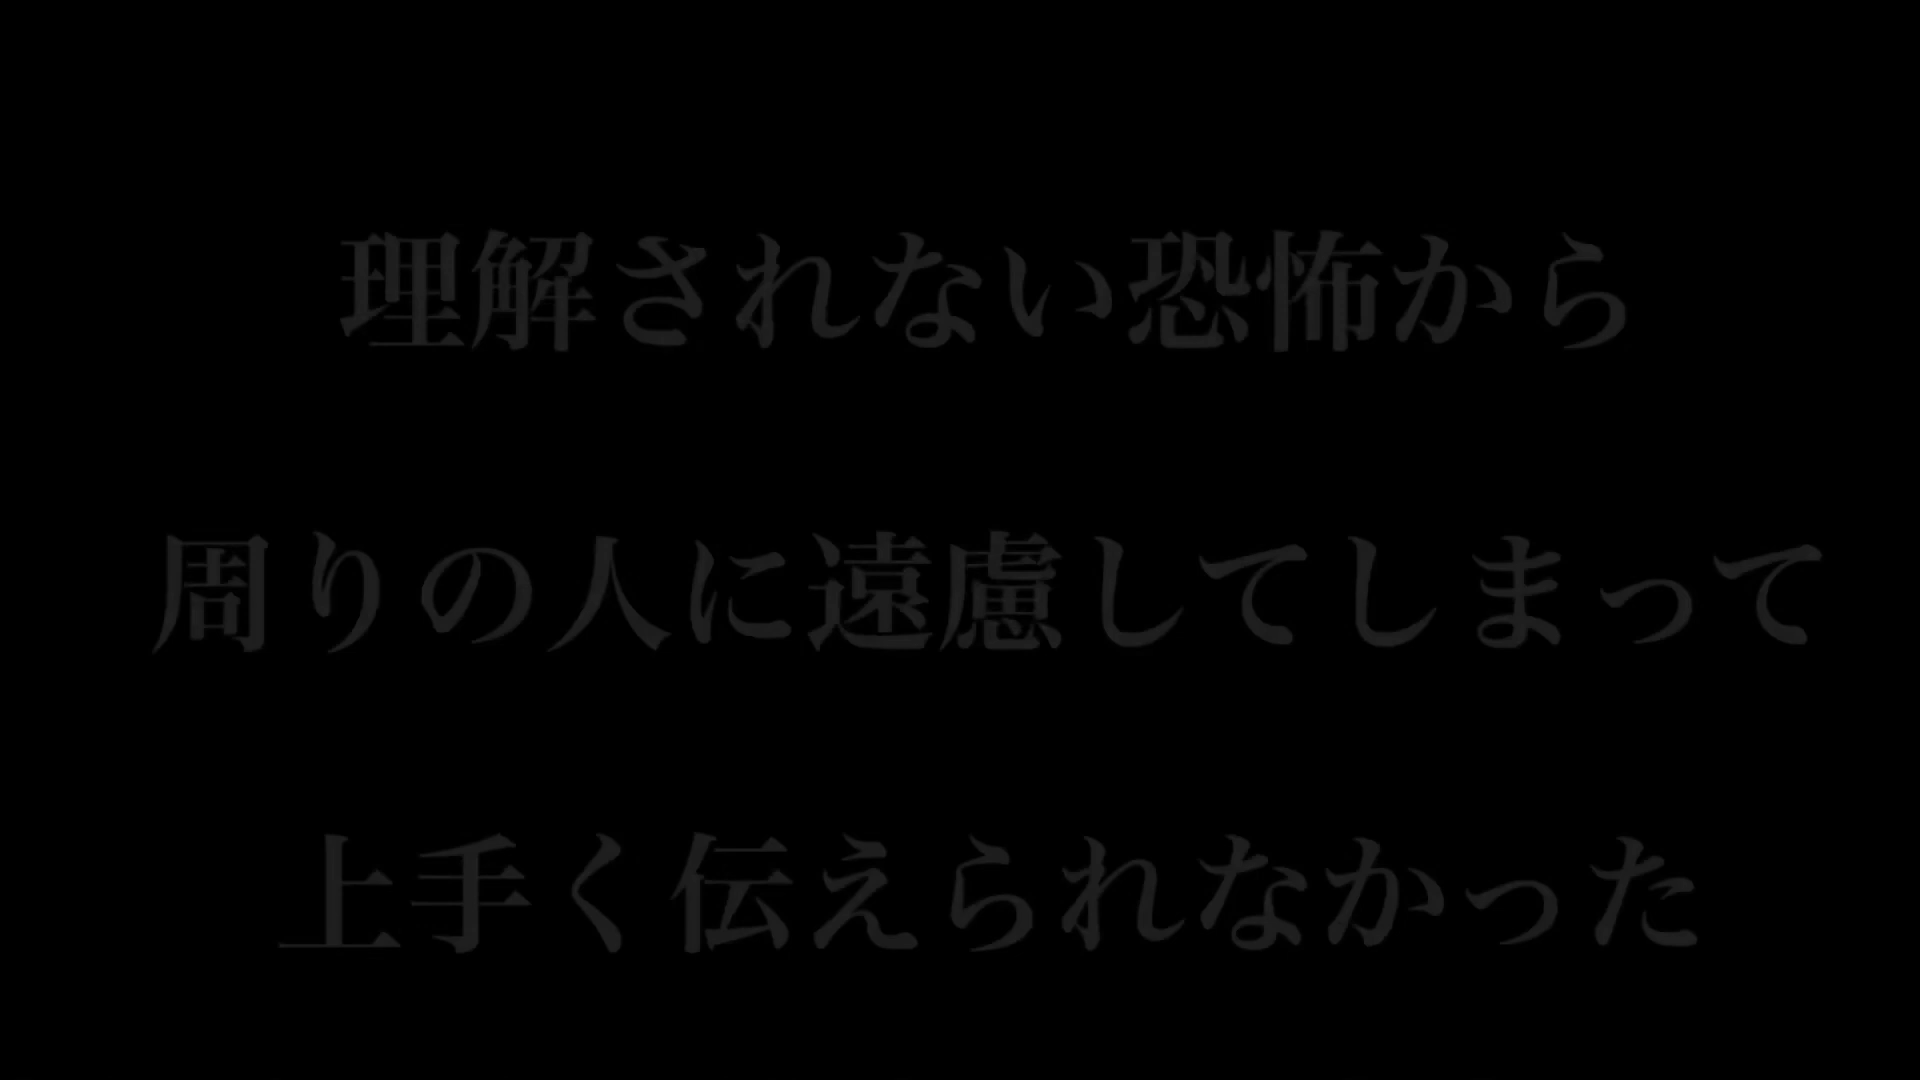 理解されない恐怖から
周りの人に遠慮してしまって
上手く伝えられなかった